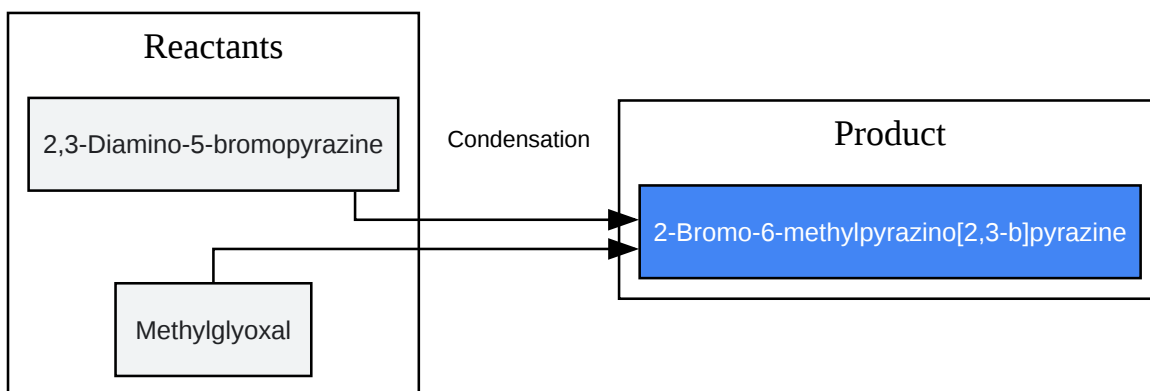 Reactants
2,3-Diamino-5-bromopyrazine
Methylglyoxal
Condensation
Product
2-Bromo-6-methylpyrazino[2,3-b]pyrazine